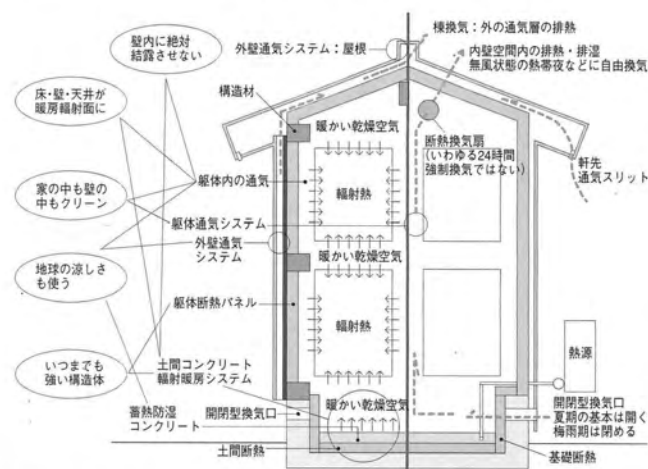 壁内に絶対
結露させない
外壁通気システム：屋根
棟換気：外の通気層の排熱
内壁空間内の排熱・排湿
無風状態の熱帯夜などに自由換気
床・壁・天井が
暖房輻射面に
構造材
暖かい乾燥空気
断熱換気扇
(いわゆる24時間
強制換気ではない)
軒先
通気スリット
家の中も壁の
中もクリーン
躯体内の通気
輻射熱
躯体通気システム
外壁通気
システム
暖かい乾燥空気
地球の涼しさ
も使う
躯体断熱パネル
輻射熱
熱源
いつまでも
強い構造体
土間コンクリート
輻射暖房システム
暖かい乾燥空気
蓄熱防湿
コンクリート
開閉型換気口
開閉型換気口
夏期の基本は開く
梅雨期は閉める
土間断熱
基礎断熱